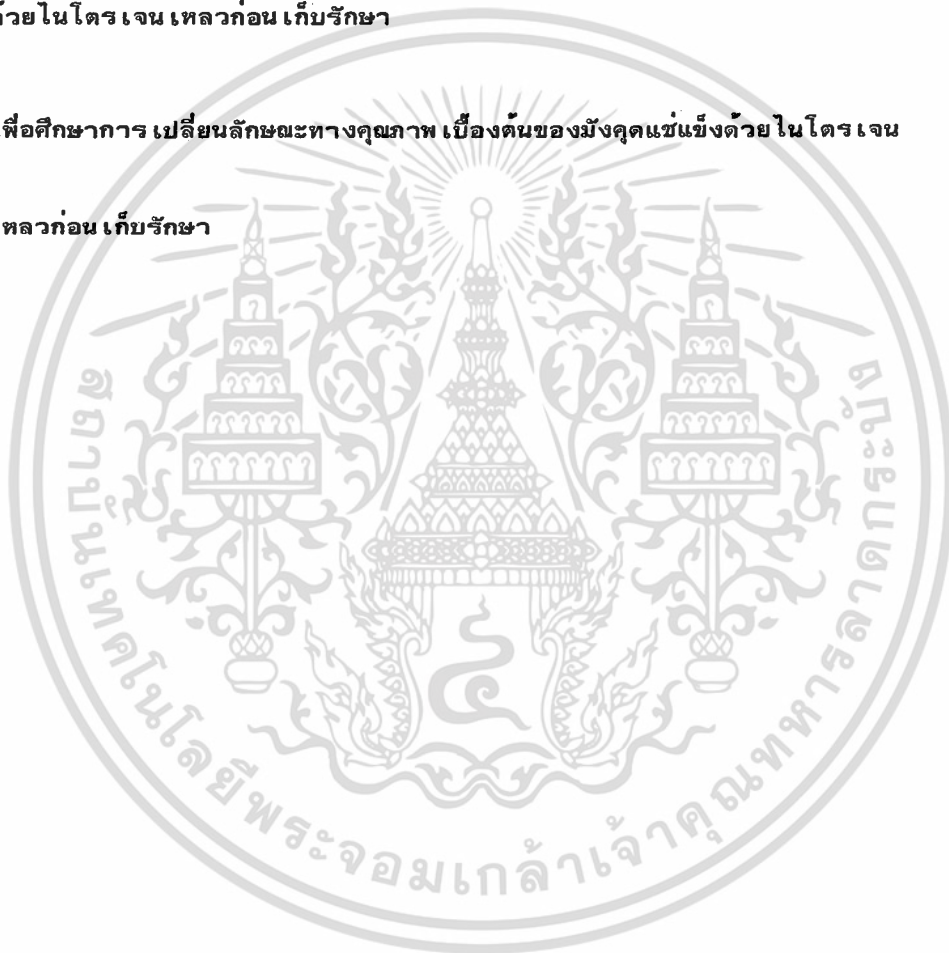 ด้วยไนโตรเจนเหลวก่อนเก็บรักษา
เพื่อศึกษาการเปลี่ยนลักษณะทางคุณภาพเบื้องต้นของมังคุดแช่แข็งด้วยไนโตรเจน
เหลวก่อนเก็บรักษา
สถาบันเทคโนโลยีพระจอมเกล้าเจ้าคุณทหารลาดกระบัง